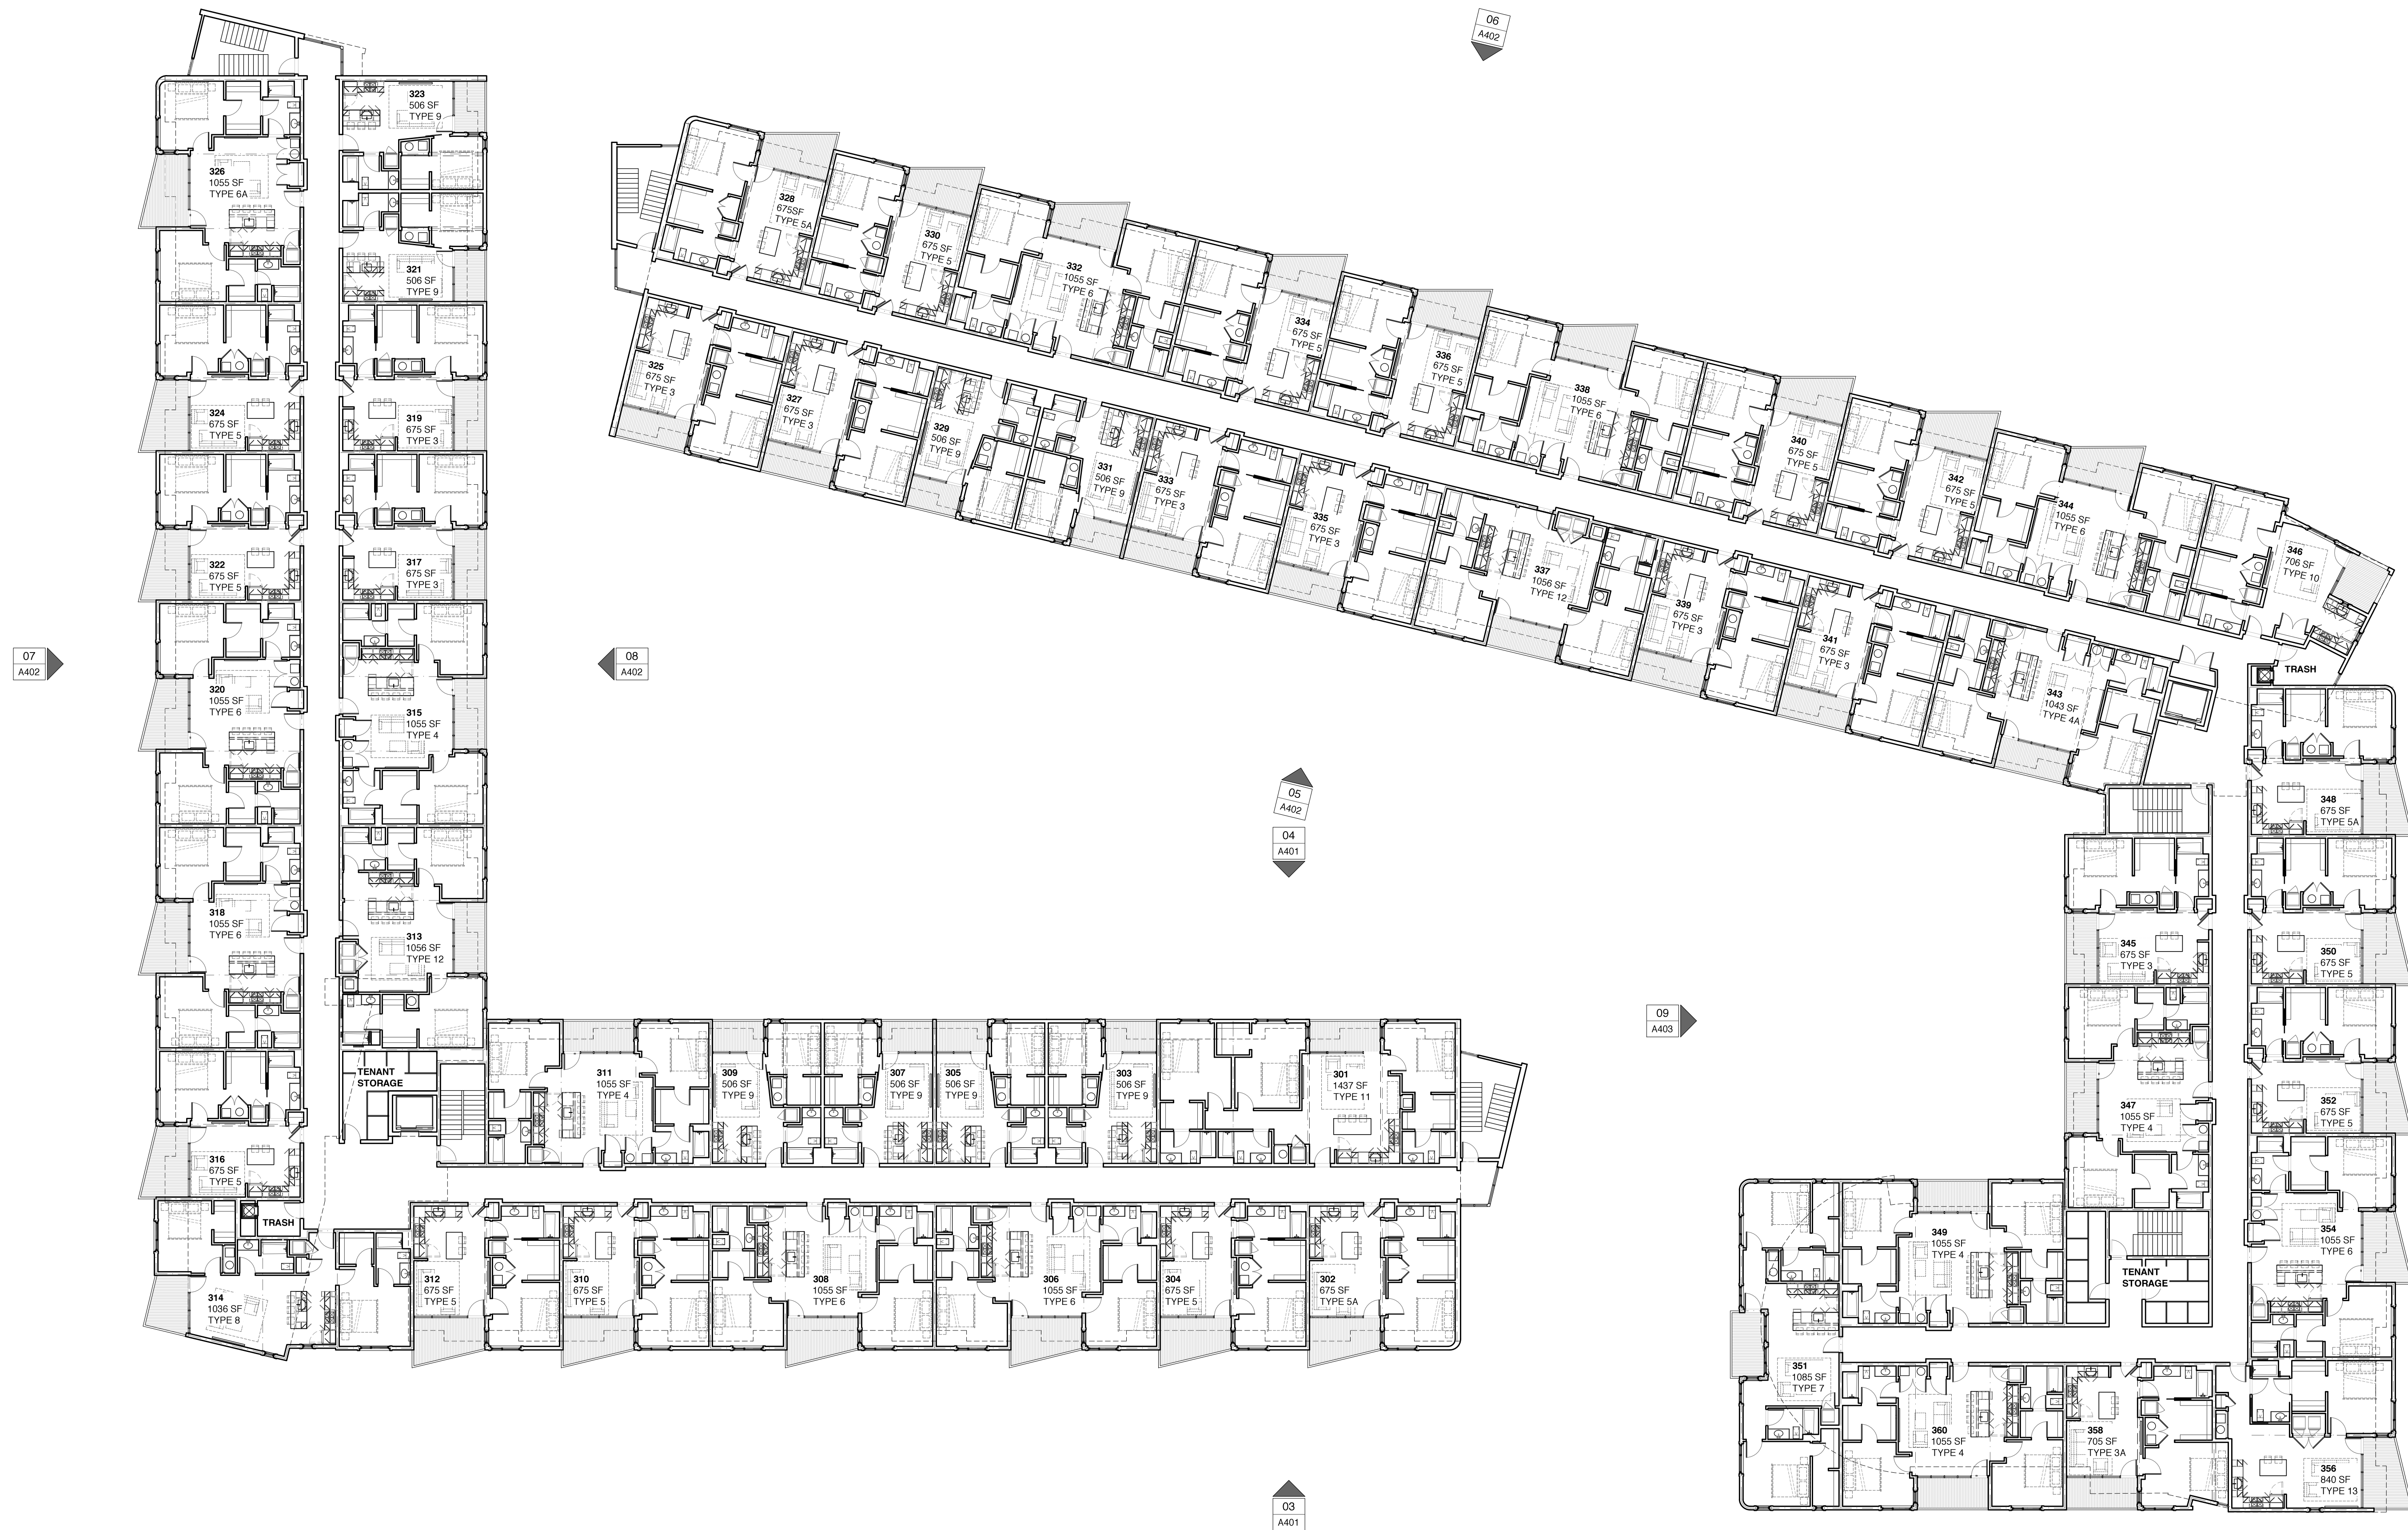 06
A402
323
506 SF
TYPE 9
326
1055 SF
TYPE 6A
321
506 SF
TYPE 9
324
675 SF
TYPE 5
319
675 SF
TYPE 3
322
675 SF
TYPE 5
317
675 SF
TYPE 3
320
1055 SF
TYPE 6
315
1055 SF
TYPE 4
318
1055 SF
TYPE 6
313
1056 SF
TYPE 12
07
A402
08
A402
328
675SF
TYPE 5A
330
675 SF
TYPE 5
332
1055 SF
TYPE 6
334
675 SF
TYPE 5
336
675 SF
TYPE 5
338
1055 SF
TYPE 6
340
675 SF
TYPE 5
342
675 SF
TYPE 5
344
1055 SF
TYPE 6
346
706 SF
TYPE 10
325
675 SF
TYPE 3
327
675 SF
TYPE 3
329
506 SF
TYPE 9
331
506 SF
TYPE 9
333
675 SF
TYPE 3
335
675 SF
TYPE 3
337
1056 SF
TYPE 12
339
675 SF
TYPE 3
341
675 SF
TYPE 3
343
1043 SF
TYPE 4A
TRASH
05
A402
04
A401
348
675 SF
TYPE 5A
345
675 SF
TYPE 3
350
675 SF
TYPE 5
09
A403
347
1055 SF
TYPE 4
352
675 SF
TYPE 5
TENANT
STORAGE
311
1055 SF
TYPE 4
309
506 SF
TYPE 9
307
506 SF
TYPE 9
305
506 SF
TYPE 9
303
506 SF
TYPE 9
301
1437 SF
TYPE 11
316
675 SF
TYPE 5
TRASH
314
1036 SF
TYPE 8
312
675 SF
TYPE 5
310
675 SF
TYPE 5
308
1055 SF
TYPE 6
306
1055 SF
TYPE 6
304
675 SF
TYPE 5
302
675 SF
TYPE 5A
349
1055 SF
TYPE 4
TENANT
STORAGE
354
1055 SF
TYPE 6
351
1085 SF
TYPE 7
360
1055 SF
TYPE 4
358
705 SF
TYPE 3A
356
840 SF
TYPE 13
03
A401